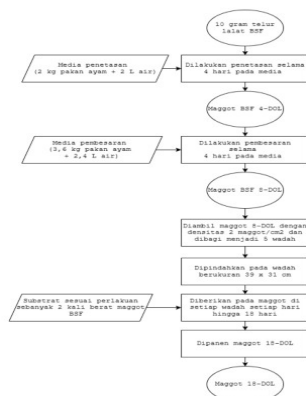 10 gram telur
lalat BSF
Media penetasan
(2 kg pakan ayam + 2 L air)
Dilakukan penetasan selama
4 hari pada media
Maggot BSF 4-DOL
Media pembesaran
(3,6 kg pakan ayam
+ 2,4 L air)
Dilakukan pembesaran
selama
4 hari pada media
Maggot BSF 8-DOL
Diambil maggot 8-DOL dengan
densitas 2 maggot/cm2 dan
dibagi menjadi 5 wadah
Dipindahkan pada wadah
berukuran 39 x 31 cm
Substrat sesuai perlakuan
sebanyak 2 kali berat maggot
BSF
Diberikan pada maggot di
setiap wadah setiap hari
hingga 18 hari
Dipanen maggot 18-DOL
Maggot 18-DOL